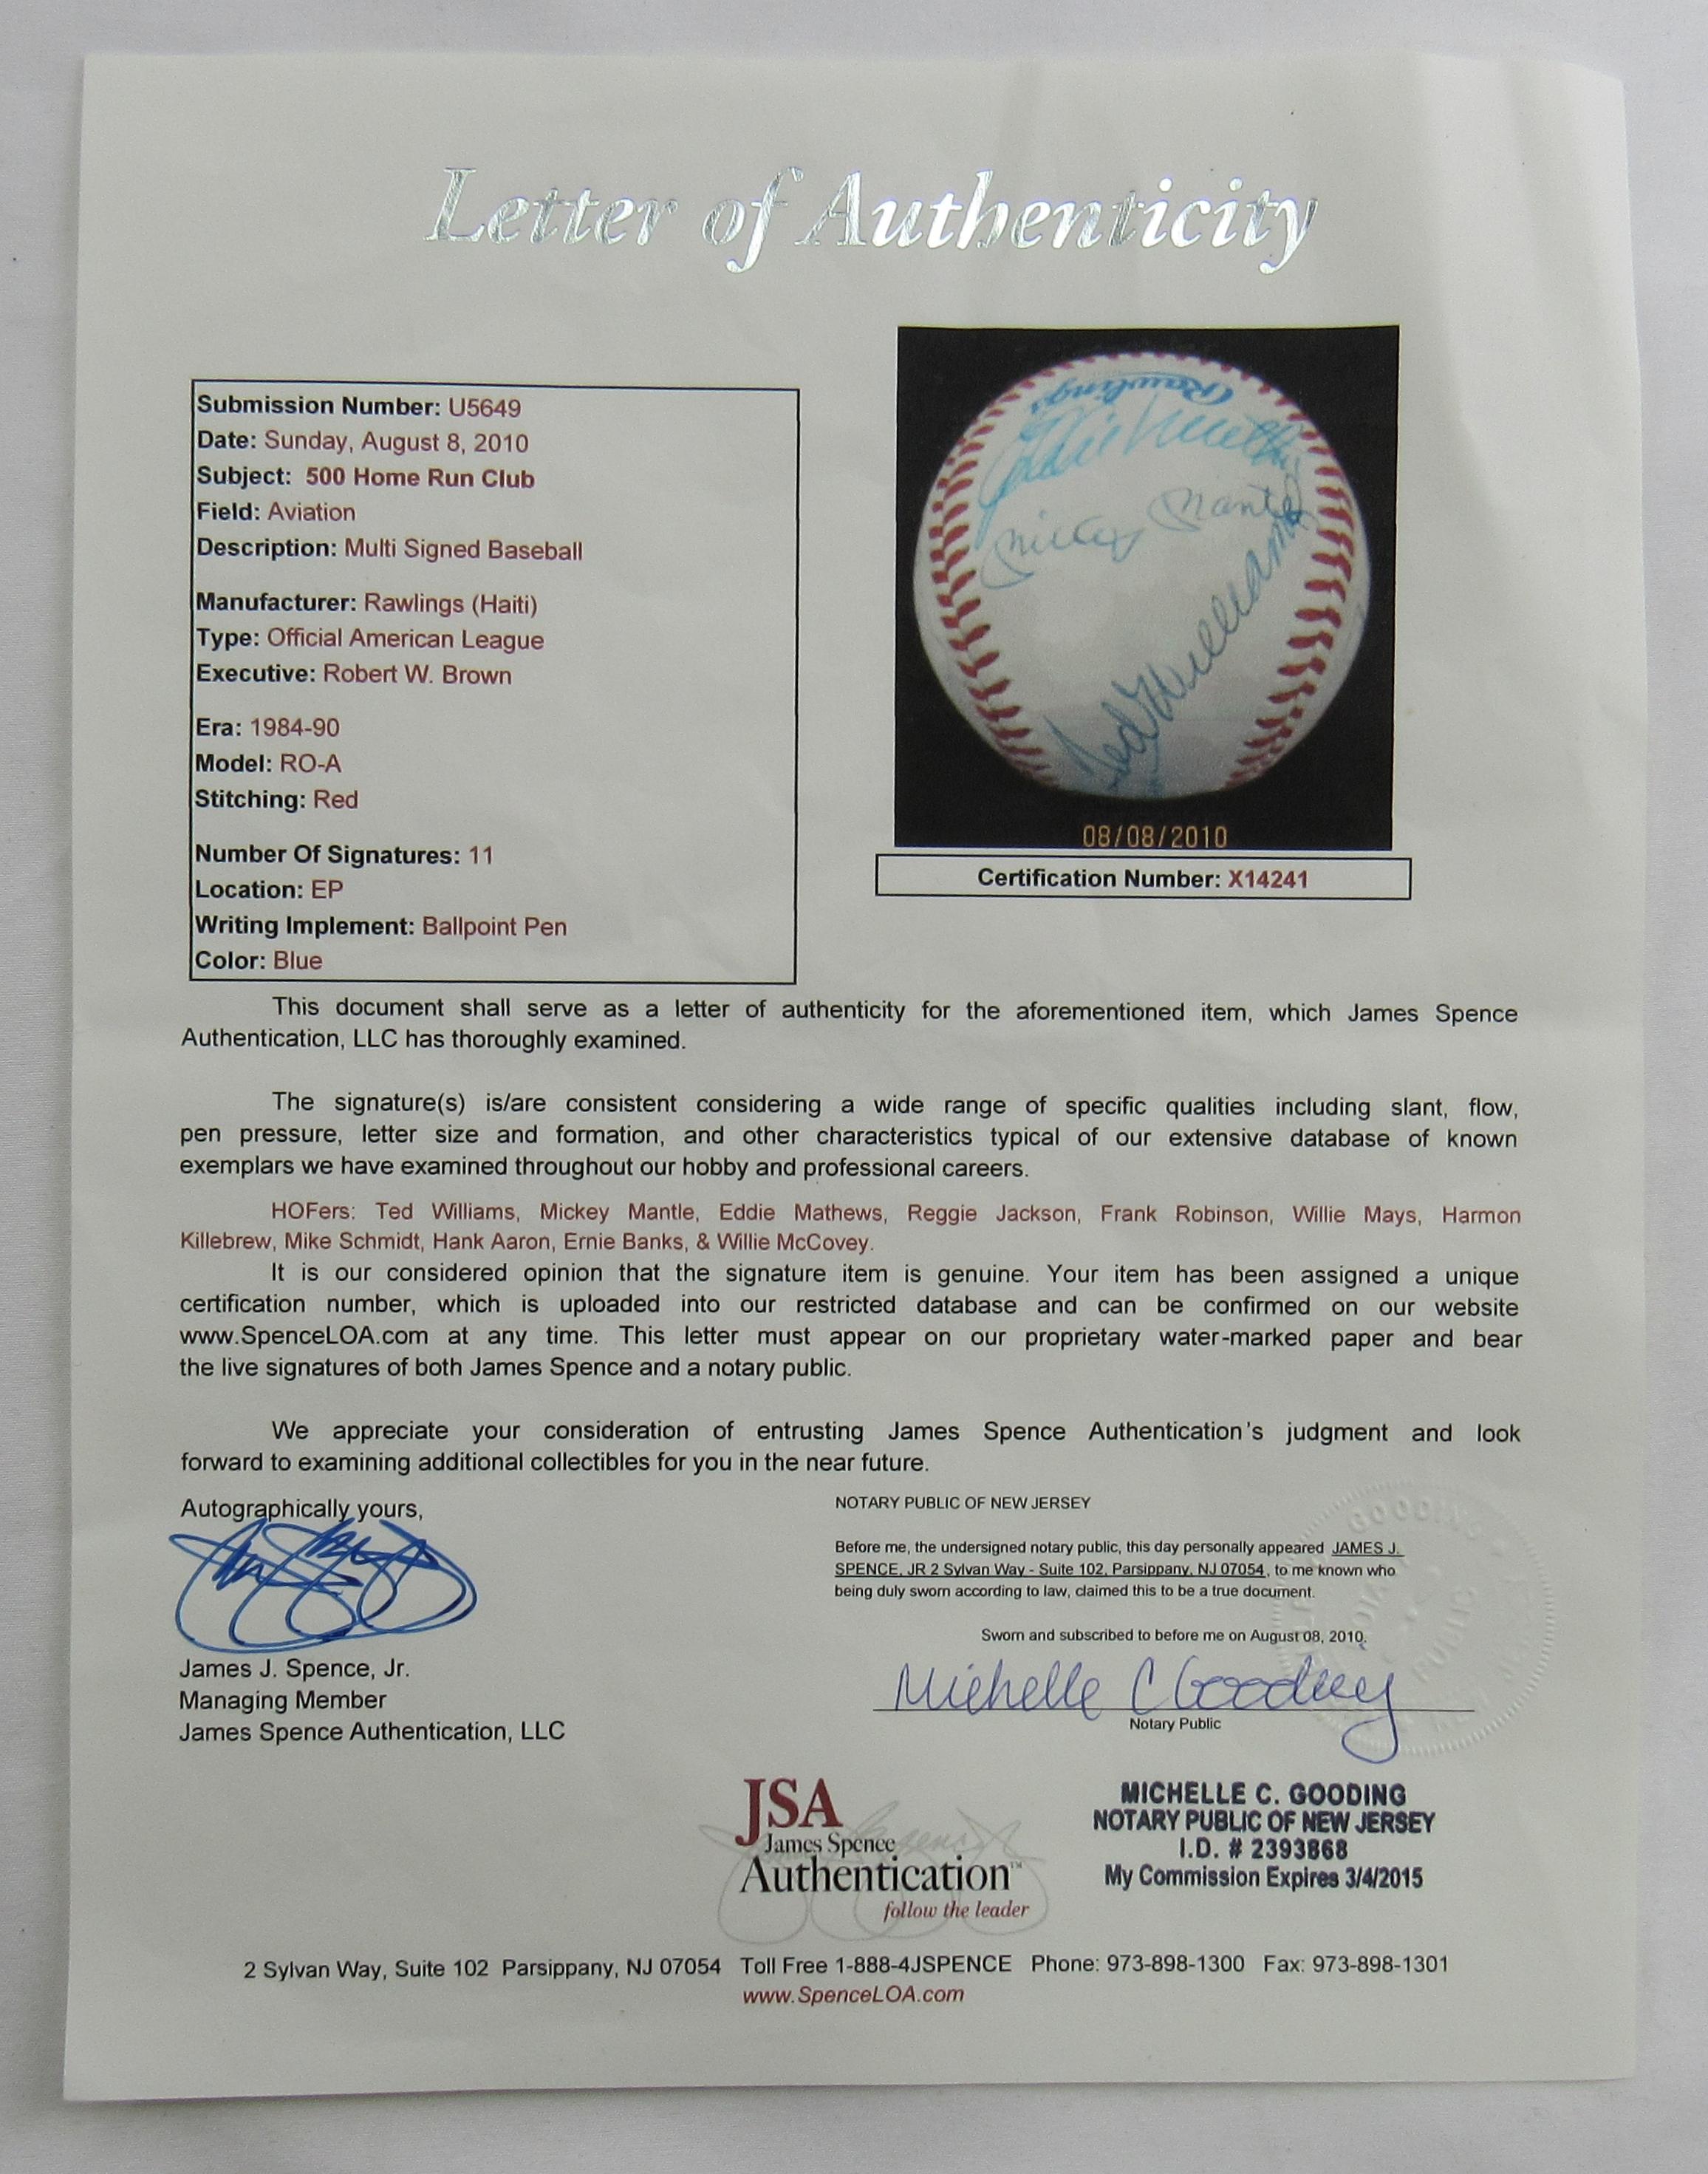 Letter of Authenticity
Submission Number: U5649
Date: Sunday, August 8, 2010
Subject: 500 Home Run Club
Field: Aviation
Description: Multi Signed Baseball
Manufacturer: Rawlings (Haiti)
Type: Official American League
Executive: Robert W. Brown
Era: 1984-90
Model: RO-A
Stitching: Red
Number Of Signatures: 11
Location: EP
Writing Implement: Ballpoint Pen
Color: Blue
Rawlings
Eddie Mathews
Mickey Mantle
Ted Williams
08/08/2010
Certification Number: X14241
This document shall serve as a letter of authenticity for the aforementioned item, which James Spence
Authentication, LLC has thoroughly examined.
The signature(s) is/are consistent considering a wide range of specific qualities including slant, flow,
pen pressure, letter size and formation, and other characteristics typical of our extensive database of known
exemplars we have examined throughout our hobby and professional careers.
HOFers: Ted Williams, Mickey Mantle, Eddie Mathews, Reggie Jackson, Frank Robinson, Willie Mays, Harmon
Killebrew, Mike Schmidt, Hank Aaron, Ernie Banks, & Willie McCovey.
It is our considered opinion that the signature item is genuine. Your item has been assigned a unique
certification number, which is uploaded into our restricted database and can be confirmed on our website
www.SpenceLOA.com at any time. This letter must appear on our proprietary water-marked paper and bear
the live signatures of both James Spence and a notary public.
We appreciate your consideration of entrusting James Spence Authentication's judgment and look
forward to examining additional collectibles for you in the near future.
Autographically yours,
James J. Spence, Jr.
Managing Member
James Spence Authentication, LLC
NOTARY PUBLIC OF NEW JERSEY
Before me, the undersigned notary public, this day personally appeared JAMES J.
SPENCE, JR 2 Sylvan Way - Suite 102, Parsippany, NJ 07054, to me known who
being duly sworn according to law, claimed this to be a true document.
Sworn and subscribed to before me on August 08, 2010.
Michelle C Gooding
Notary Public
GOODING
PUBLIC
JSA
James Spence
Authentication™
follow the leader
MICHELLE C. GOODING
NOTARY PUBLIC OF NEW JERSEY
I.D. # 2393868
My Commission Expires 3/4/2015
2 Sylvan Way, Suite 102 Parsippany, NJ 07054 Toll Free 1-888-4JSPENCE Phone: 973-898-1300 Fax: 973-898-1301
www.SpenceLOA.com